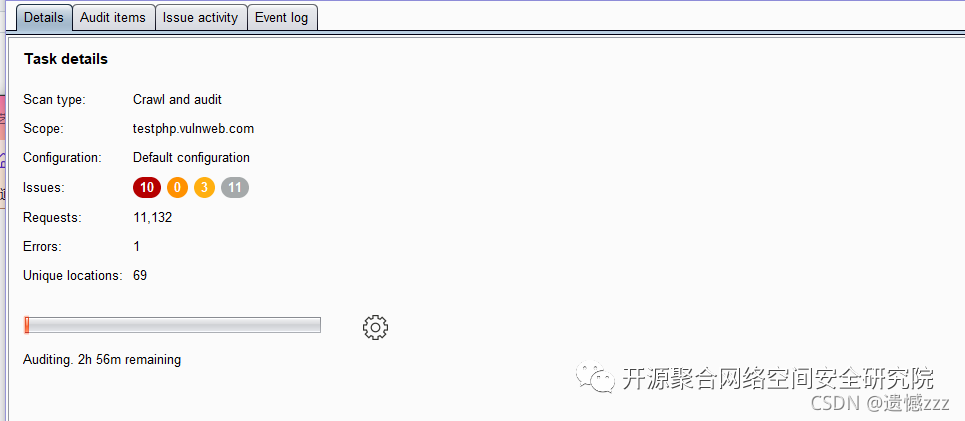 Details Audit items Issue activity Event log
Task details
Scan type: Crawl and audit
Scope: testphp.vulnweb.com
Configuration: Default configuration
Issues: 10 0 3 11
Requests: 11,132
Errors: 1
Unique locations: 69
Auditing. 2h 56m remaining
开源聚合网络空间安全研究院
CSDN @遗憾zzz